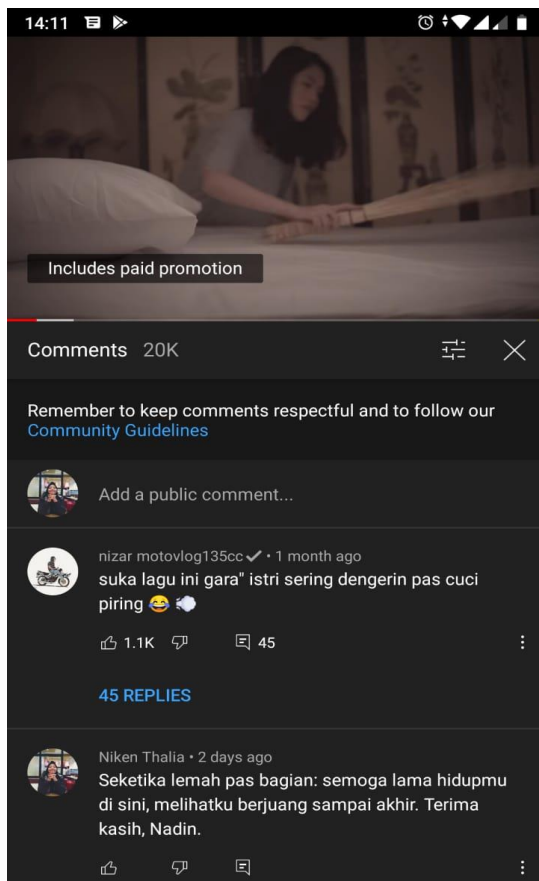 14:11
Includes paid promotion
Comments 20K
Remember to keep comments respectful and to follow our
Community Guidelines
Add a public comment...
nizar motovlog135cc✔ • 1 month ago
suka lagu ini gara" istri sering dengerin pas cuci
piring 😂 💨
1.1K 45
45 REPLIES
Niken Thalia • 2 days ago
Seketika lemah pas bagian: semoga lama hidupmu
di sini, melihatku berjuang sampai akhir. Terima
kasih, Nadin.